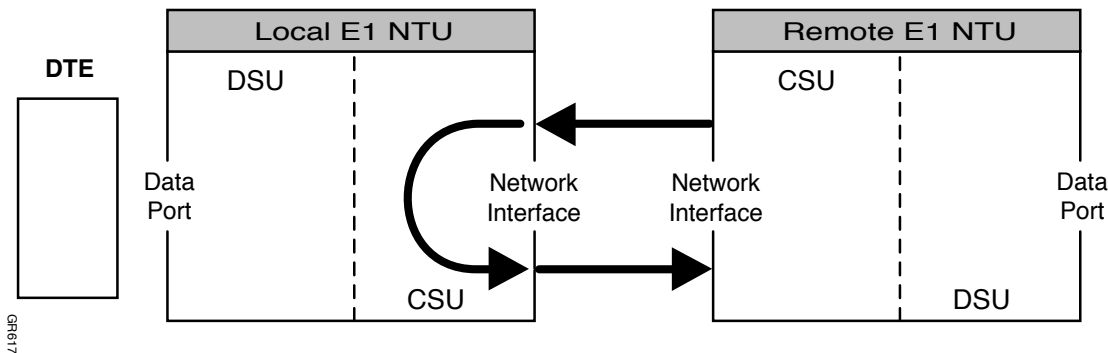 Local E1 NTU
Remote E1 NTU
DTE
DSU
CSU
Data
Port
Network
Interface
Network
Interface
Data
Port
CSU
DSU
GR617